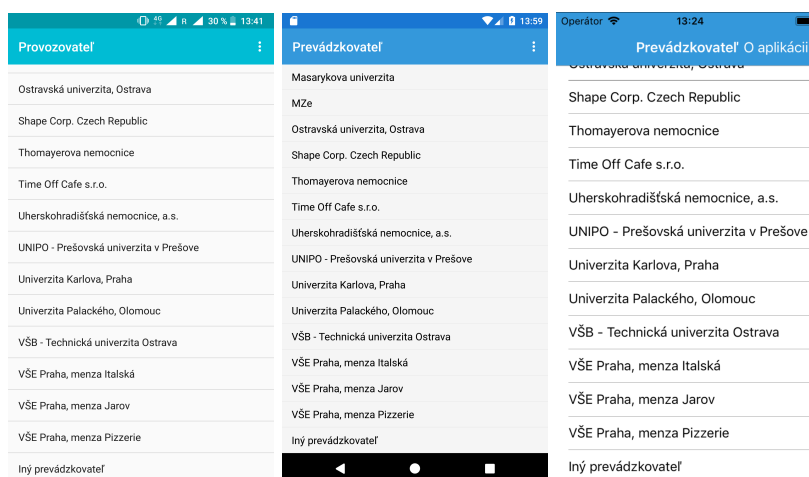 4G R 30 % 13:41
Provozovateľ
Ostravská univerzita, Ostrava
Shape Corp. Czech Republic
Thomayerova nemocnice
Time Off Cafe s.r.o.
Uherskohradišťská nemocnice, a.s.
UNIPO - Prešovská univerzita v Prešove
Univerzita Karlova, Praha
Univerzita Palackého, Olomouc
VŠB - Technická univerzita Ostrava
VŠE Praha, menza Italská
VŠE Praha, menza Jarov
VŠE Praha, menza Pizzerie
Iný prevádzkovateľ
13:59
Prevádzkovateľ
Masarykova univerzita
MZe
Ostravská univerzita, Ostrava
Shape Corp. Czech Republic
Thomayerova nemocnice
Time Off Cafe s.r.o.
Uherskohradišťská nemocnice, a.s.
UNIPO - Prešovská univerzita v Prešove
Univerzita Karlova, Praha
Univerzita Palackého, Olomouc
VŠB - Technická univerzita Ostrava
VŠE Praha, menza Italská
VŠE Praha, menza Jarov
VŠE Praha, menza Pizzerie
Iný prevádzkovateľ
Operátor 13:24
Prevádzkovateľ O aplikácii
Ostravská univerzita, Ostrava
Shape Corp. Czech Republic
Thomayerova nemocnice
Time Off Cafe s.r.o.
Uherskohradišťská nemocnice, a.s.
UNIPO - Prešovská univerzita v Prešove
Univerzita Karlova, Praha
Univerzita Palackého, Olomouc
VŠB - Technická univerzita Ostrava
VŠE Praha, menza Italská
VŠE Praha, menza Jarov
VŠE Praha, menza Pizzerie
Iný prevádzkovateľ